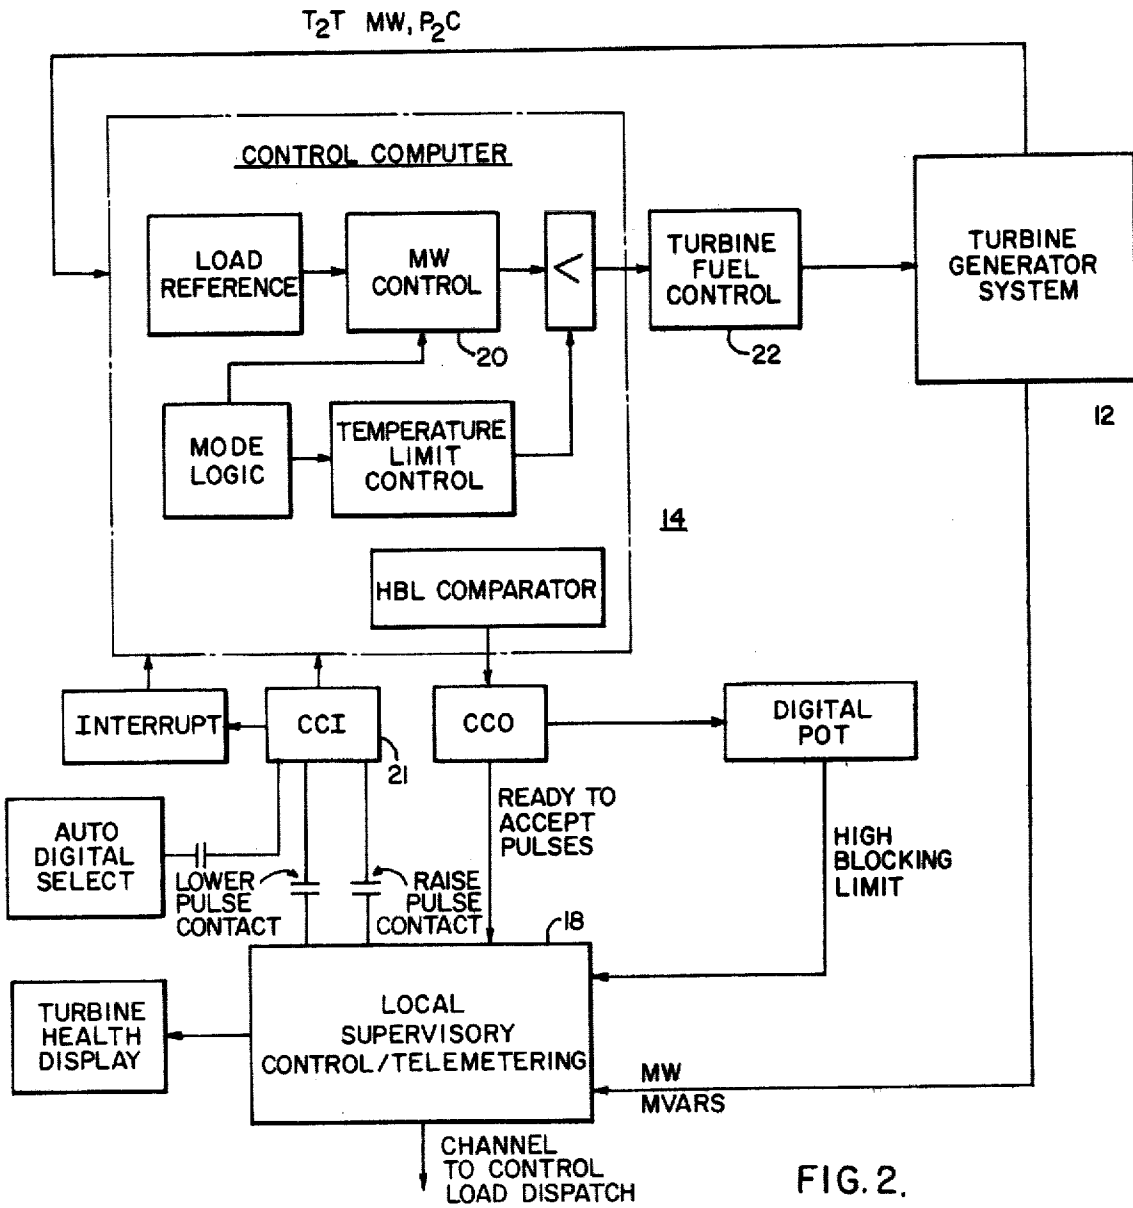 T2T MW, P2C
CONTROL COMPUTER
LOAD
REFERENCE
MW
CONTROL
<
TURBINE
FUEL
CONTROL
TURBINE
GENERATOR
SYSTEM
20
22
12
MODE
LOGIC
TEMPERATURE
LIMIT
CONTROL
14
HBL COMPARATOR
INTERRUPT
CCI
21
CCO
DIGITAL
POT
AUTO
DIGITAL
SELECT
LOWER
PULSE
CONTACT
RAISE
PULSE
CONTACT
READY TO
ACCEPT
PULSES
HIGH
BLOCKING
LIMIT
18
TURBINE
HEALTH
DISPLAY
LOCAL
SUPERVISORY
CONTROL/TELEMETERING
MW
MVARS
CHANNEL
TO CONTROL
LOAD DISPATCH
FIG. 2.